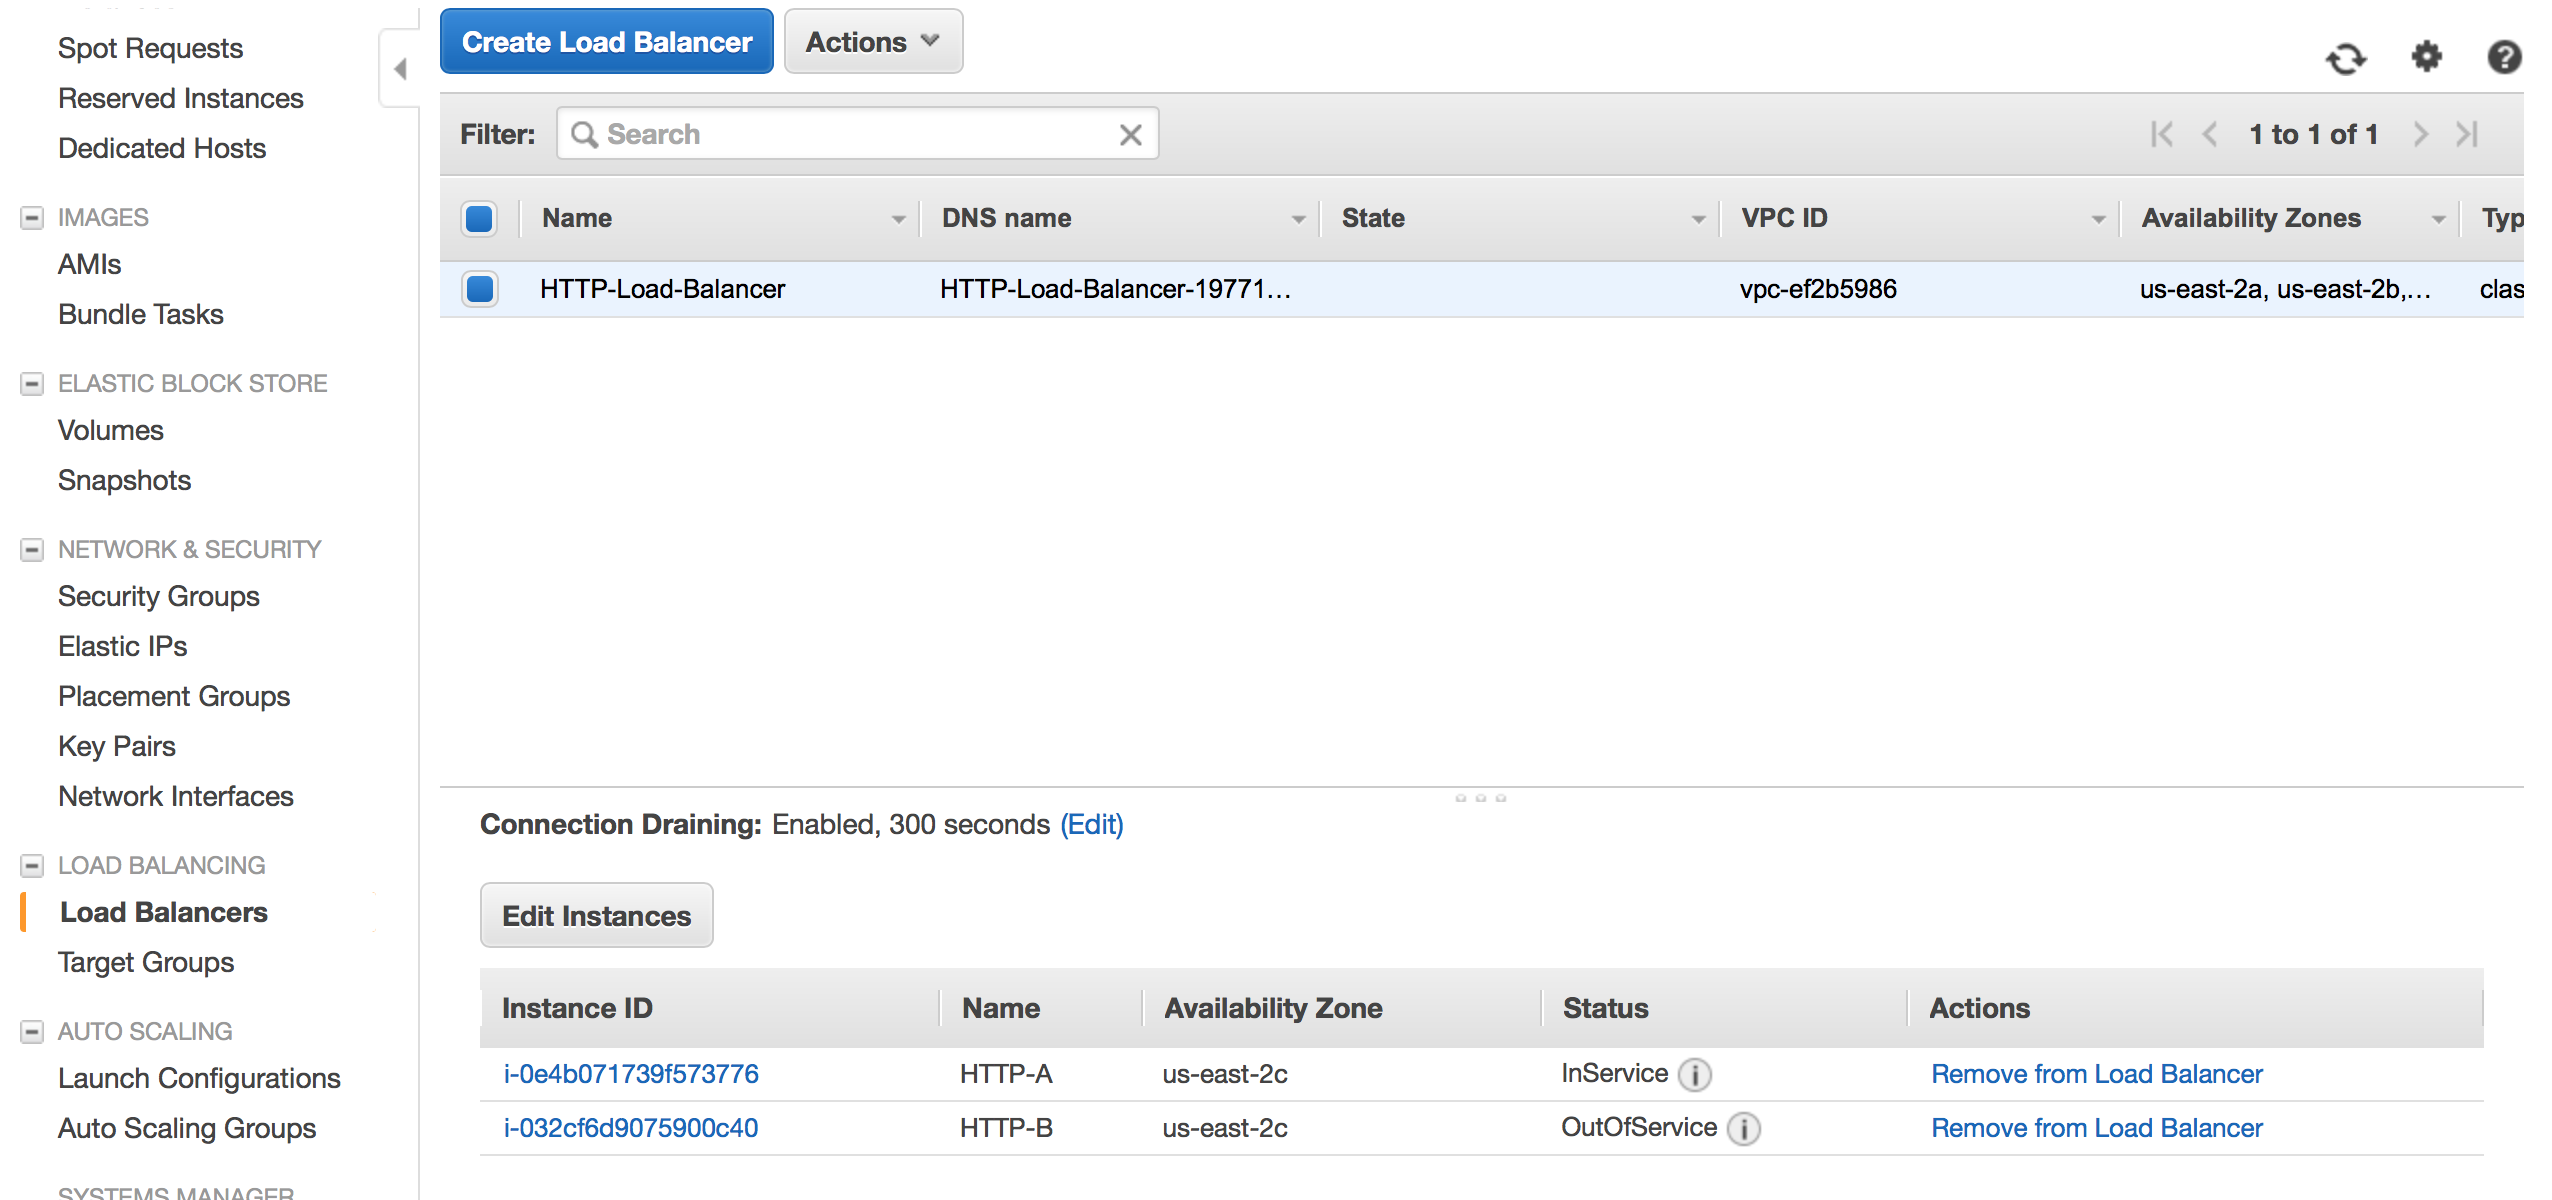 Spot Requests
Reserved Instances
Dedicated Hosts
IMAGES
AMIs
Bundle Tasks
ELASTIC BLOCK STORE
Volumes
Snapshots
NETWORK & SECURITY
Security Groups
Elastic IPs
Placement Groups
Key Pairs
Network Interfaces
LOAD BALANCING
Load Balancers
Target Groups
AUTO SCALING
Launch Configurations
Auto Scaling Groups
SYSTEMS MANAGER
Create Load Balancer Actions
Filter: Search 1 to 1 of 1
Name DNS name State VPC ID Availability Zones Typ
HTTP-Load-Balancer HTTP-Load-Balancer-19771... vpc-ef2b5986 us-east-2a, us-east-2b,... clas
Connection Draining: Enabled, 300 seconds (Edit)
Edit Instances
Instance ID Name Availability Zone Status Actions
i-0e4b071739f573776 HTTP-A us-east-2c InService Remove from Load Balancer
i-032cf6d9075900c40 HTTP-B us-east-2c OutOfService Remove from Load Balancer